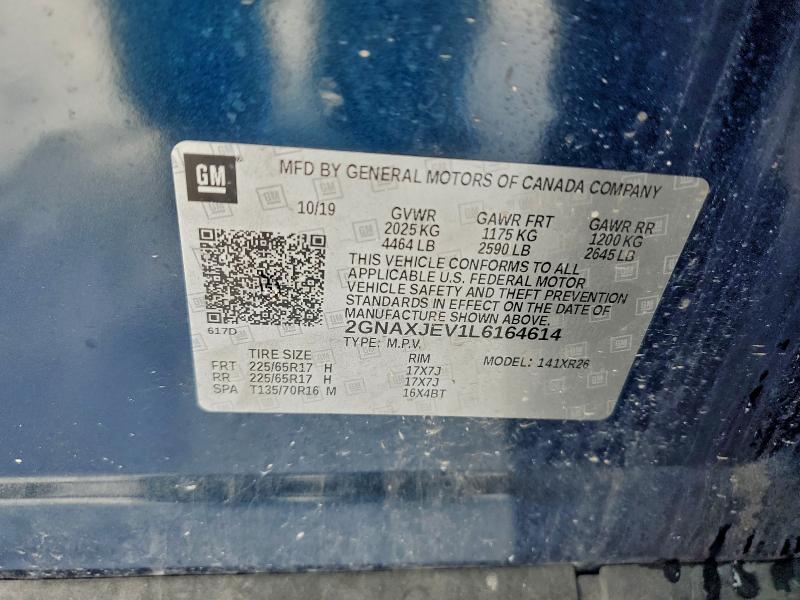 GM
MFD BY GENERAL MOTORS OF CANADA COMPANY
10/19 GVWR GAWR FRT GAWR RR
2025 KG 1175 KG 1200 KG
4464 LB 2590 LB 2645 LB
THIS VEHICLE CONFORMS TO ALL
APPLICABLE U.S. FEDERAL MOTOR
VEHICLE SAFETY AND THEFT PREVENTION
STANDARDS IN EFFECT ON THE DATE OF
MANUFACTURE SHOWN ABOVE.
617D
2GNAXJEV1L6164614
TYPE: M.P.V.
TIRE SIZE RIM MODEL: 141XR26
FRT 225/65R17 H 17X7J
RR 225/65R17 H 17X7J
SPA T135/70R16 M 16X4BT